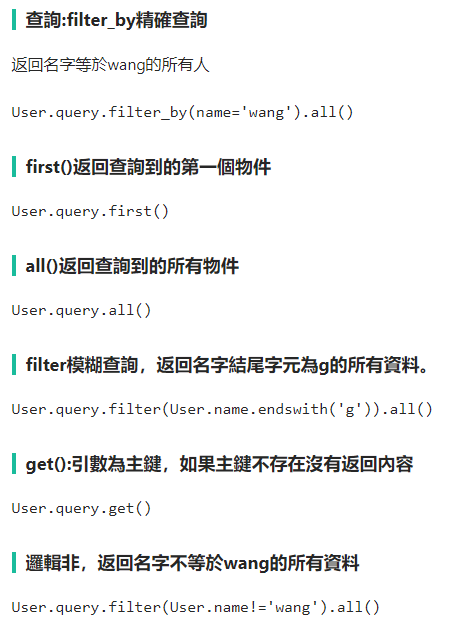 查詢:filter_by精確查詢
返回名字等於wang的所有人
User.query.filter_by(name='wang').all()
first()返回查詢到的第一個物件
User.query.first()
all()返回查詢到的所有物件
User.query.all()
filter模糊查詢，返回名字結尾字元為g的所有資料。
User.query.filter(User.name.endswith('g')).all()
get():引數為主鍵，如果主鍵不存在沒有返回內容
User.query.get()
邏輯非，返回名字不等於wang的所有資料
User.query.filter(User.name!='wang').all()